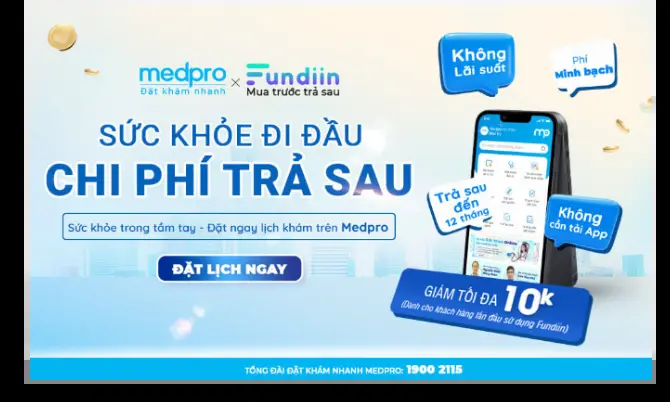 medpro
Đặt khám nhanh
×
Fundiin
Mua trước trả sau
Không
Lãi suất
Phí
Minh bạch
SỨC KHỎE ĐI ĐẦU
CHI PHÍ TRẢ SAU
Sức khỏe trong tầm tay - Đặt ngay lịch khám trên Medpro
ĐẶT LỊCH NGAY
mp
Trả sau
đến
12 tháng
Không
cần tải App
GIẢM TỐI ĐA 10k
(Dành cho khách hàng lần đầu sử dụng Fundiin)
TỔNG ĐÀI ĐẶT KHÁM NHANH MEDPRO: 1900 2115